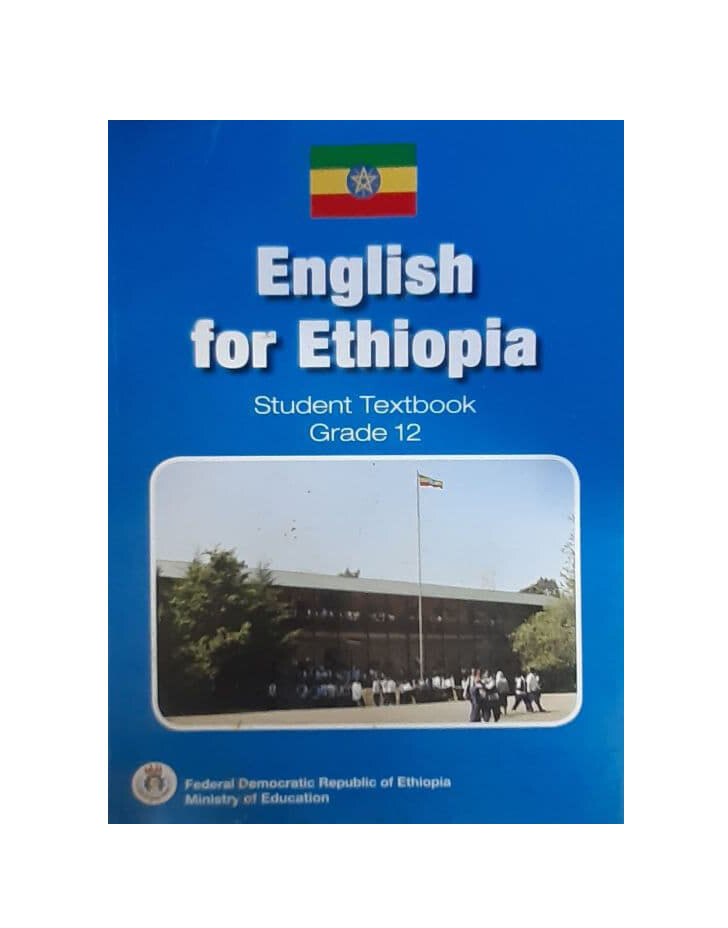 English
for Ethiopia
Student Textbook
Grade 12
Federal Democratic Republic of Ethiopia
Ministry of Education